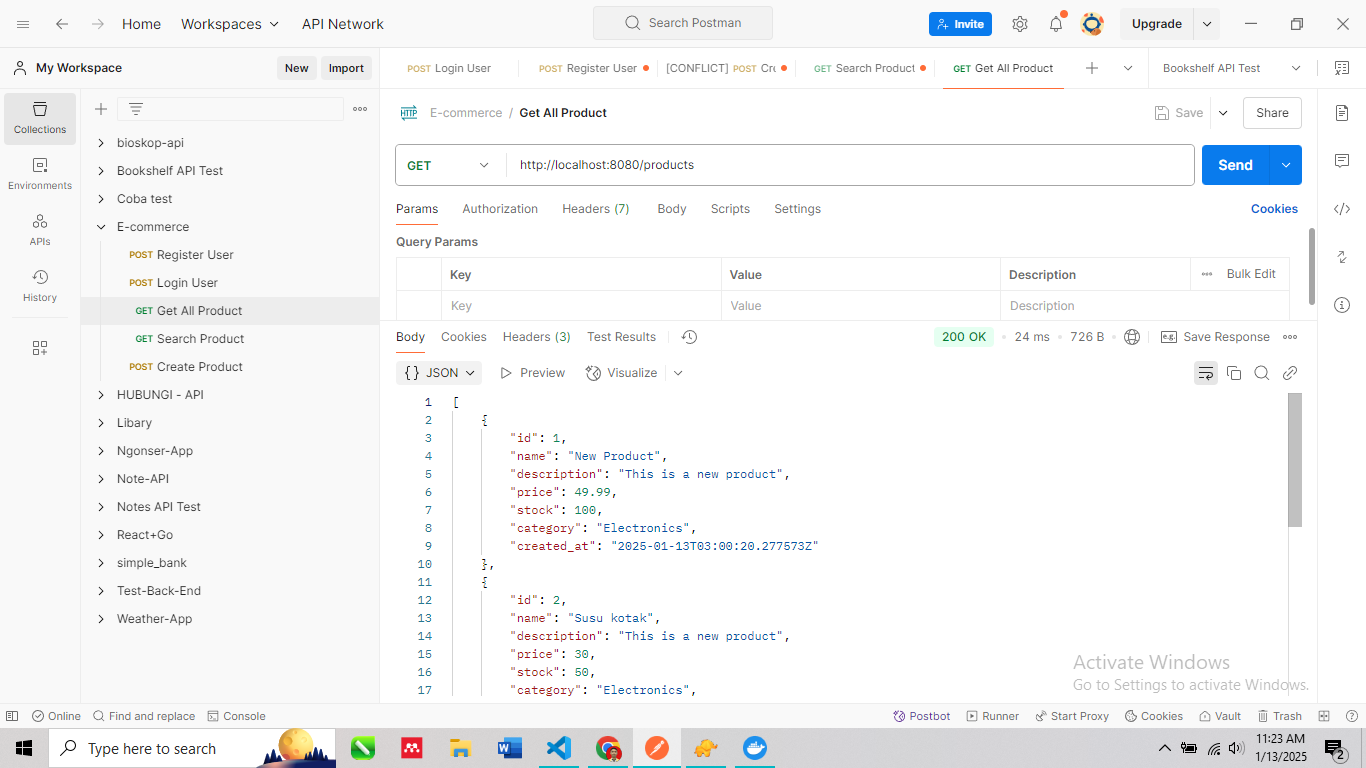 Home Workspaces API Network Search Postman Invite Upgrade
My Workspace New Import
POST Login User POST Register User [CONFLICT] POST Cre GET Search Product GET Get All Product Bookshelf API Test
Collections
Environments
APIs
History
bioskop-api
Bookshelf API Test
Coba test
E-commerce
POST Register User
POST Login User
GET Get All Product
GET Search Product
POST Create Product
HUBUNGI - API
Libary
Ngonser-App
Note-API
Notes API Test
React+Go
simple_bank
Test-Back-End
Weather-App
HTTP E-commerce / Get All Product Save Share
GET http://localhost:8080/products Send
Params Authorization Headers (7) Body Scripts Settings Cookies
Query Params
Key Value Description Bulk Edit
Key Value Description
Body Cookies Headers (3) Test Results 200 OK 24 ms 726 B e.g. Save Response
{} JSON Preview Visualize
1 [
2 {
3 "id": 1,
4 "name": "New Product",
5 "description": "This is a new product",
6 "price": 49.99,
7 "stock": 100,
8 "category": "Electronics",
9 "created_at": "2025-01-13T03:00:20.277573Z"
10 },
11 {
12 "id": 2,
13 "name": "Susu kotak",
14 "description": "This is a new product",
15 "price": 30,
16 "stock": 50,
17 "category": "Electronics",
Activate Windows
Go to Settings to activate Windows.
Online Find and replace Console Postbot Runner Start Proxy Cookies Vault Trash
Type here to search
11:23 AM
1/13/2025
2